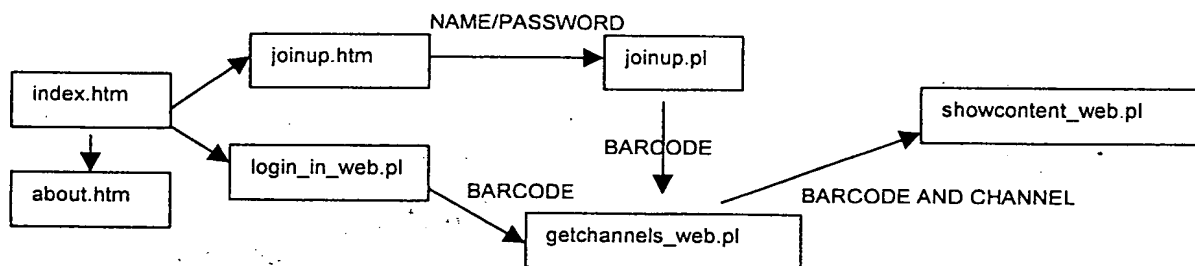 NAME/PASSWORD
joinup.htm
joinup.pl
index.htm
showcontent_web.pl
BARCODE
login_in_web.pl
about.htm
BARCODE
BARCODE AND CHANNEL
getchannels_web.pl